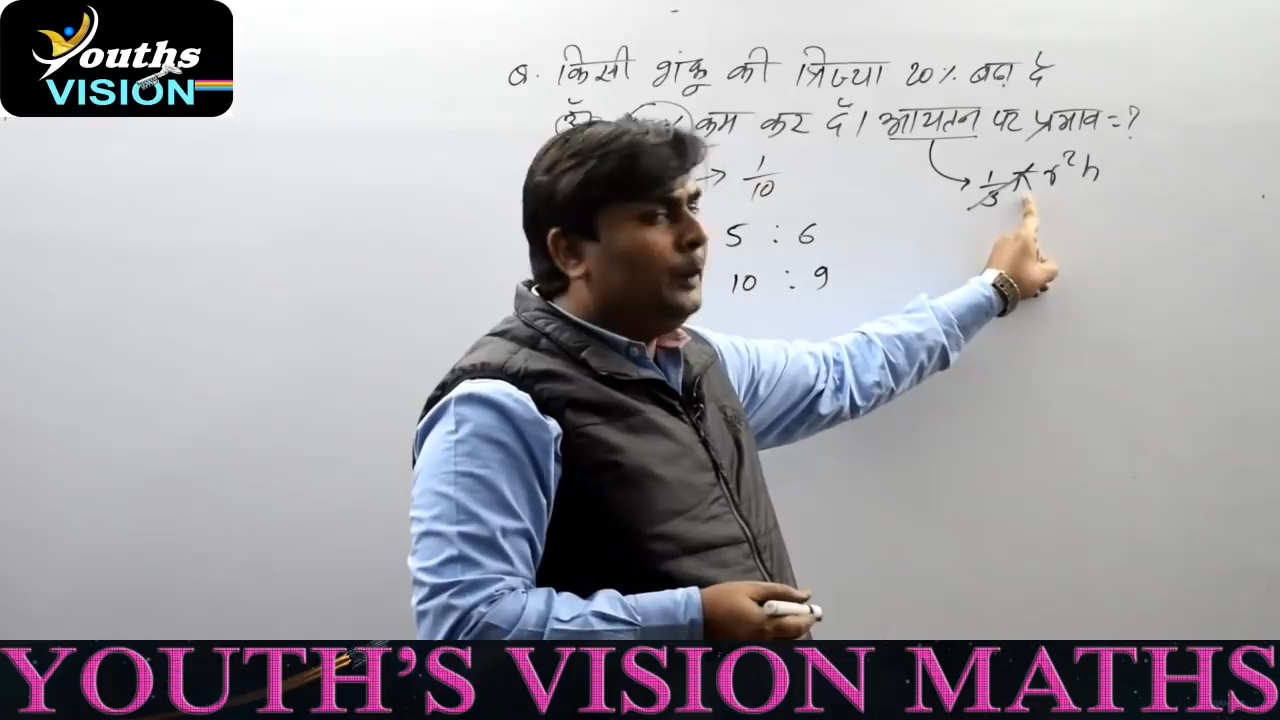 Youths
VISION
Q. किसी शंकु की त्रिज्या 20% बढ़ा दें
कम कर दें। आयतन पर प्रभाव = ?
→ 1/10
1/3 π r²h
5 : 6
10 : 9
YOUTH'S VISION MATHS